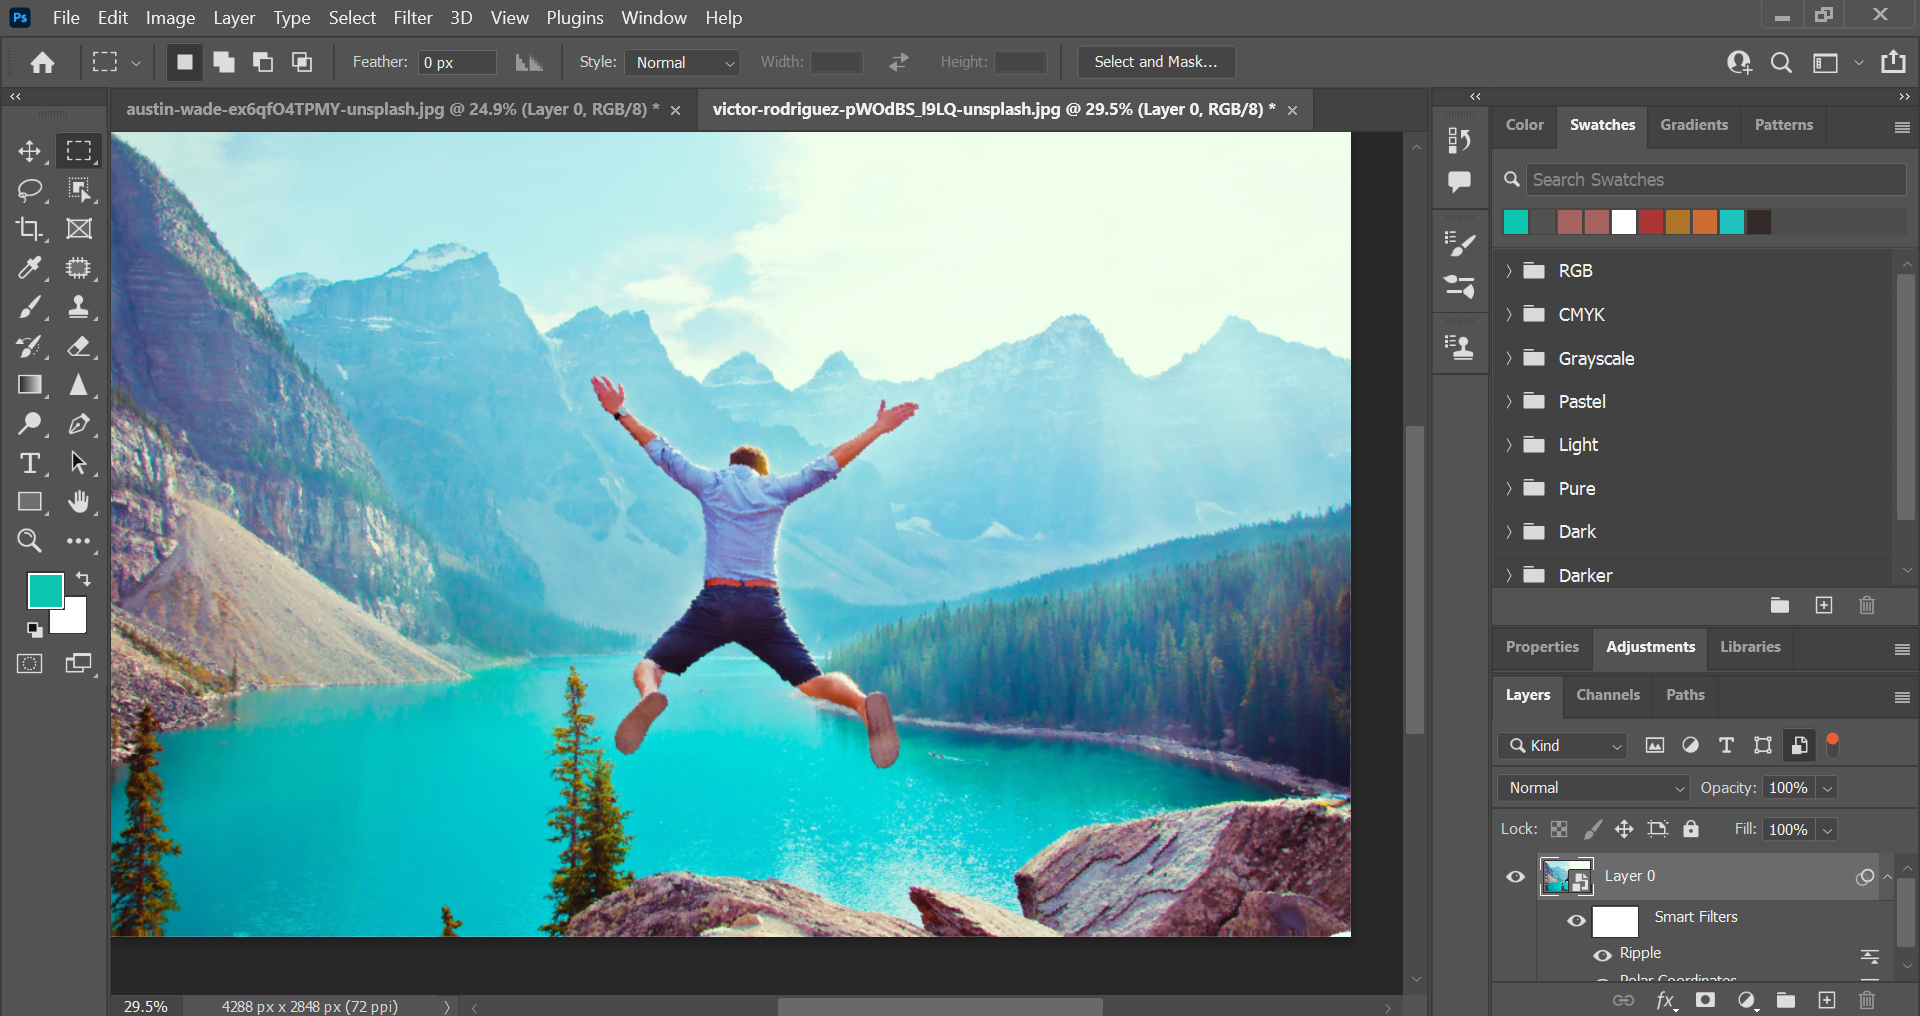 Ps File Edit Image Layer Type Select Filter 3D View Plugins Window Help
Feather: 0 px Style: Normal Width: Height: Select and Mask...
austin-wade-ex6qfO4TPMY-unsplash.jpg @ 24.9% (Layer 0, RGB/8) *
victor-rodriguez-pWOdBS_l9LQ-unsplash.jpg @ 29.5% (Layer 0, RGB/8) *
Color Swatches Gradients Patterns
Search Swatches
RGB
CMYK
Grayscale
Pastel
Light
Pure
Dark
Darker
Properties Adjustments Libraries
Layers Channels Paths
Kind
Normal Opacity: 100%
Lock: Fill: 100%
Layer 0
Smart Filters
Ripple
Polar Coordinates
fx
29.5% 4288 px x 2848 px (72 ppi)